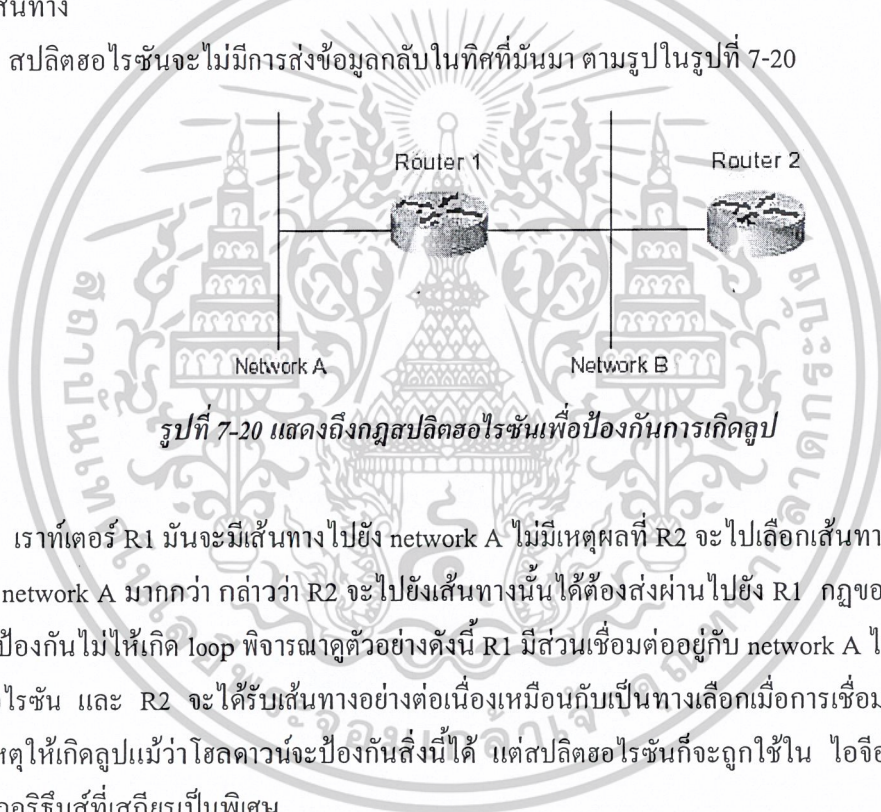 สันทาง
สปลิตฮอไรซันจะไม่มีการส่งข้อมูลกลับในทิศที่มันมา ตามรูปในรูปที่ 7-20
Router 1
Router 2
Network A
Network B
รูปที่ 7-20 แสดงถึงกฎสปลิตฮอไรซันเพื่อป้องกันการเกิดลูป
เราท์เตอร์ R1 มันจะมีเส้นทางไปยัง network A ไม่มีเหตุผลที่ R2 จะไปเลือกเส้นทา
network A มากกว่า กล่าวว่า R2 จะไปยังเส้นทางนั้นได้ต้องส่งผ่านไปยัง R1 กฎขอ
ป้องกันไม่ให้เกิด loop พิจารณาดูตัวอย่างดังนี้ R1 มีส่วนเชื่อมต่ออยู่กับ network A ไ
อไรซัน และ R2 จะได้รับเส้นทางอย่างต่อเนื่องเหมือนกับเป็นทางเลือกเมื่อการเชื่อม
หตุให้เกิดลูปแม้ว่าโฮลดาวน์จะป้องกันสิ่งนี้ได้ แต่สปลิตฮอไรซันก็จะถูกใช้ใน ไอจีอ
ลกอริธึมส์ที่เสถียรเป็นพิเศษ